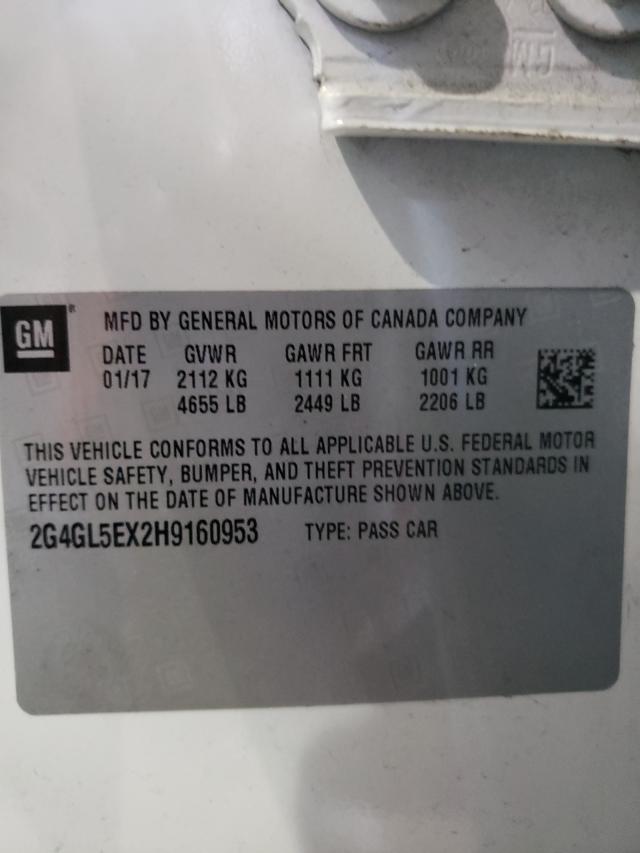 GM
GM ®
MFD BY GENERAL MOTORS OF CANADA COMPANY
DATE GVWR GAWR FRT GAWR RR
01/17 2112 KG 1111 KG 1001 KG
4655 LB 2449 LB 2206 LB
THIS VEHICLE CONFORMS TO ALL APPLICABLE U.S. FEDERAL MOTOR
VEHICLE SAFETY, BUMPER, AND THEFT PREVENTION STANDARDS IN
EFFECT ON THE DATE OF MANUFACTURE SHOWN ABOVE.
2G4GL5EX2H9160953 TYPE: PASS CAR